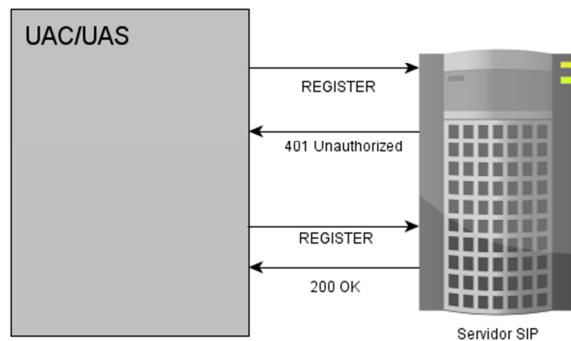 UAC/UAS
REGISTER
401 Unauthorized
REGISTER
200 OK
Servidor SIP